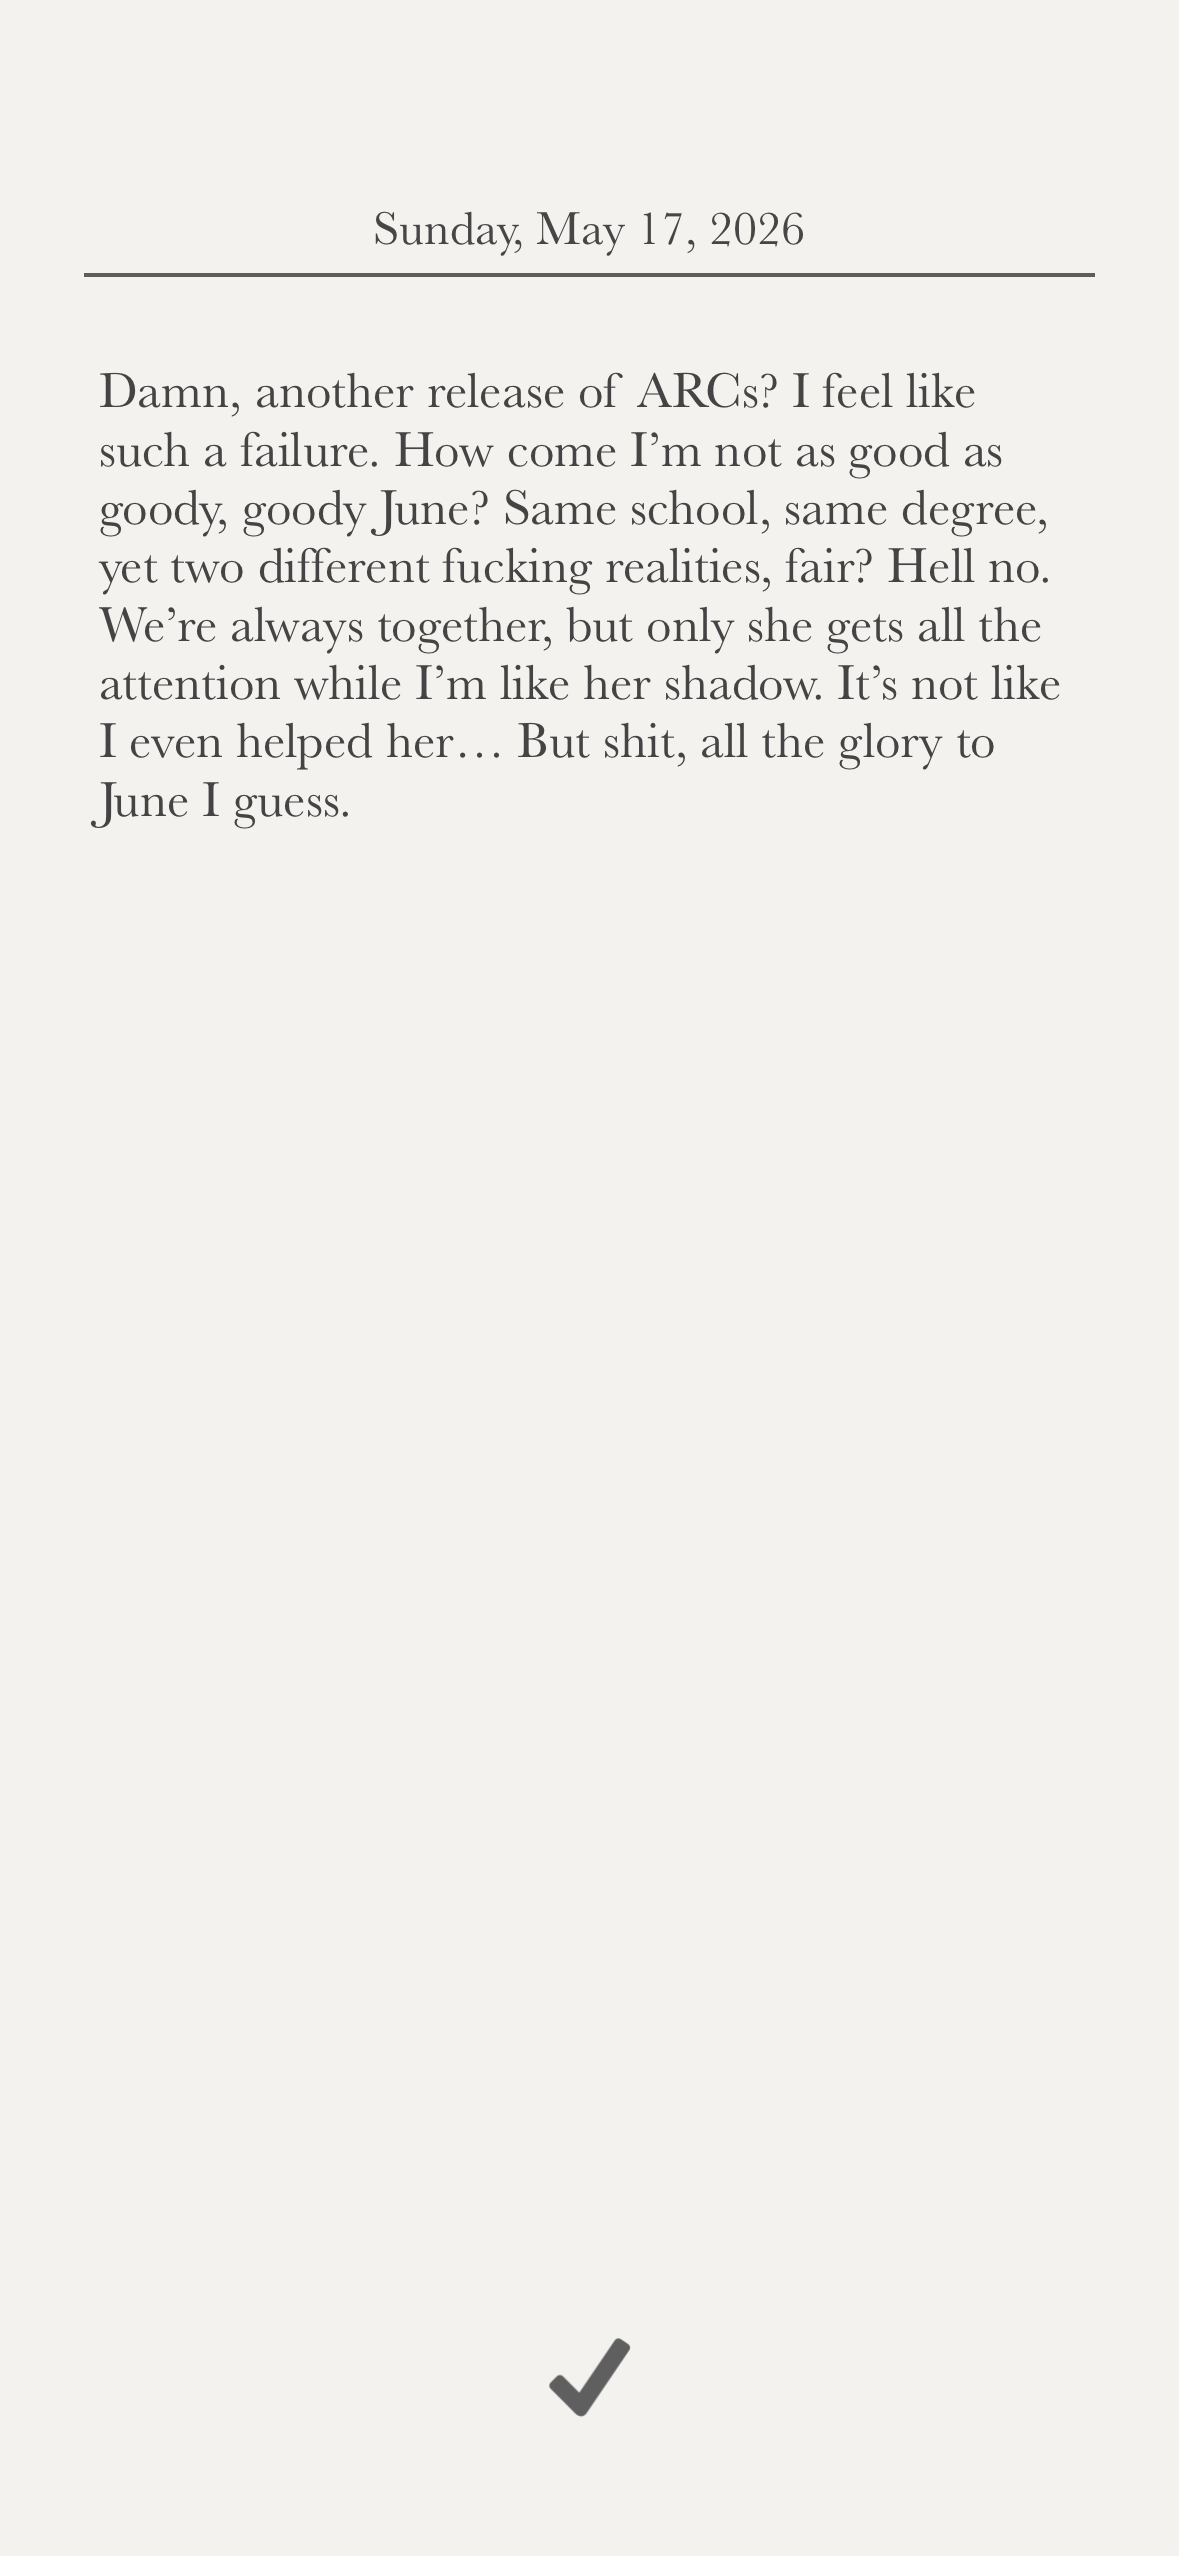 Sunday, May 17, 2026
Damn, another release of ARCs? I feel like
such a failure. How come I’m not as good as
goody, goody June? Same school, same degree,
yet two different fucking realities, fair? Hell no.
We’re always together, but only she gets all the
attention while I’m like her shadow. It’s not like
I even helped her… But shit, all the glory to
June I guess.